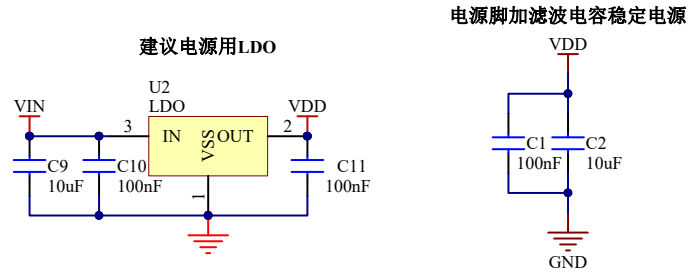 建议电源用LDO
U2
LDO
VIN
3
IN
VSS
OUT
2
VDD
1
C9
10uF
C10
100nF
C11
100nF
电源脚加滤波电容稳定电源
VDD
C1
100nF
C2
10uF
GND